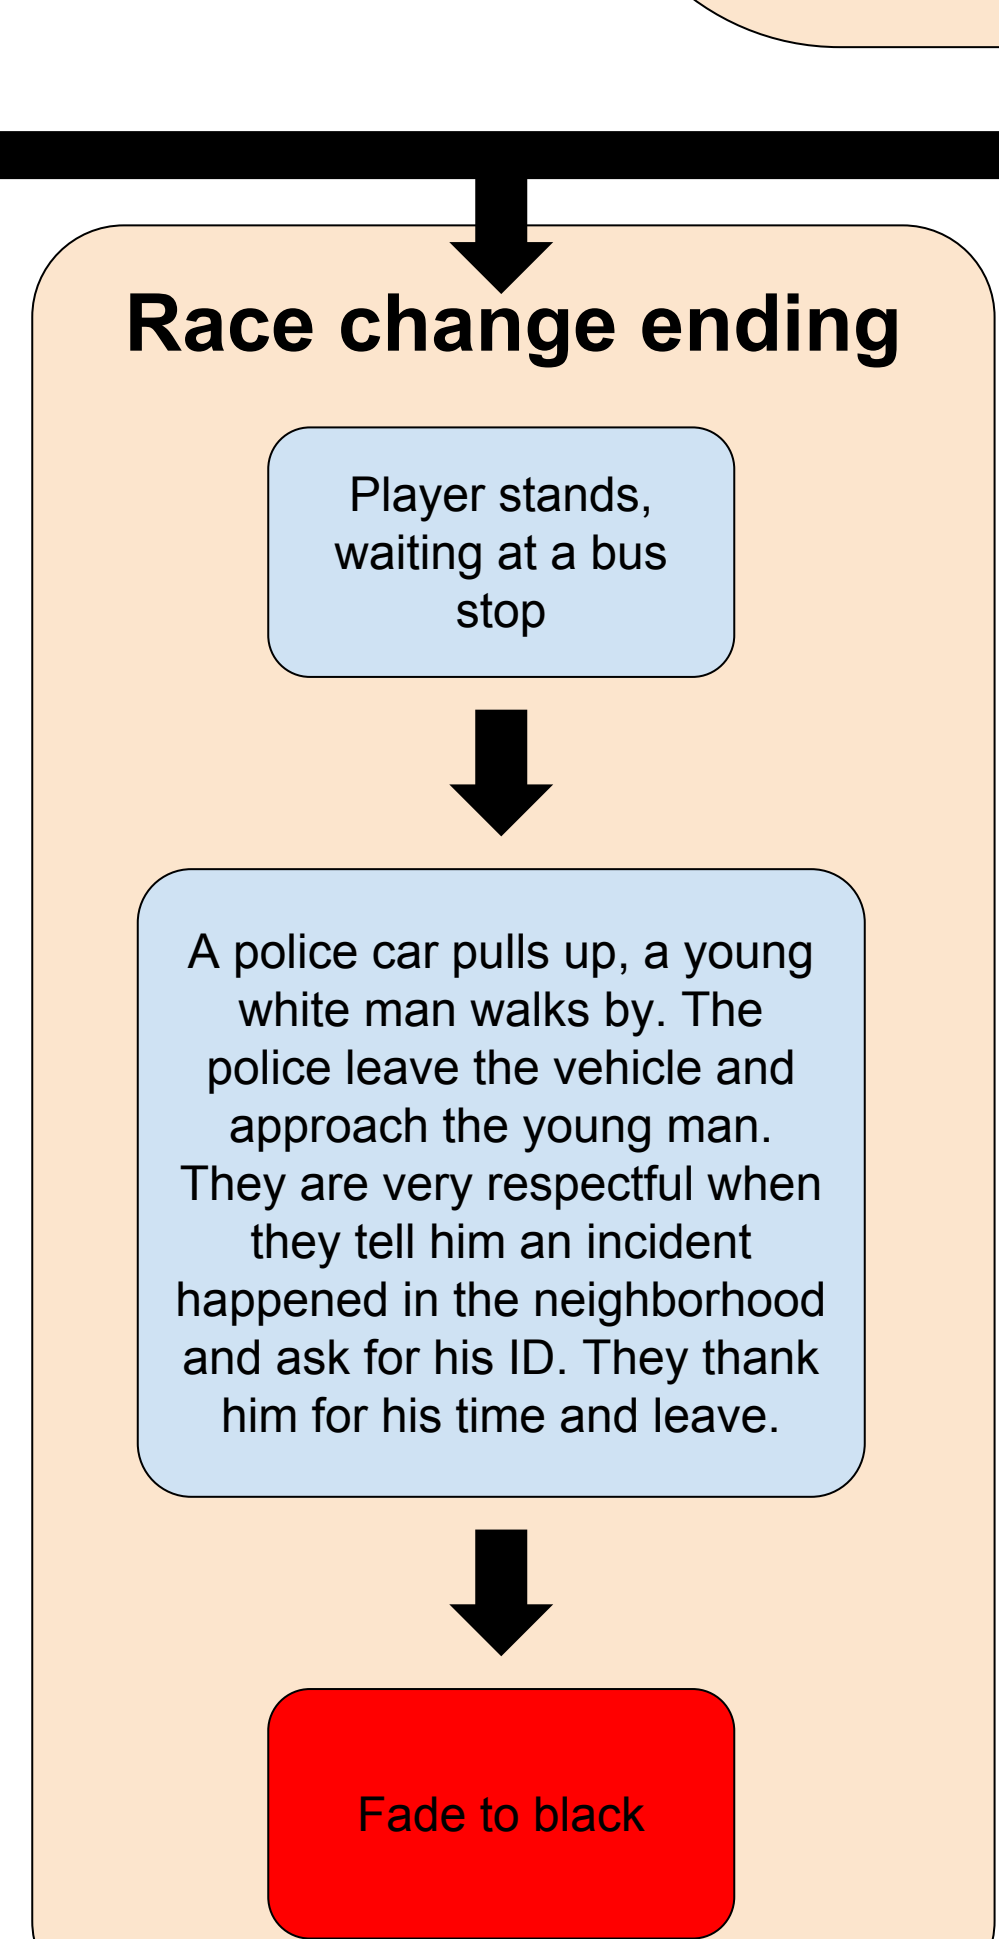 Race change ending
Player stands,
waiting at a bus
stop
A police car pulls up, a young
white man walks by. The
police leave the vehicle and
approach the young man.
They are very respectful when
they tell him an incident
happened in the neighborhood
and ask for his ID. They thank
him for his time and leave.
Fade to black